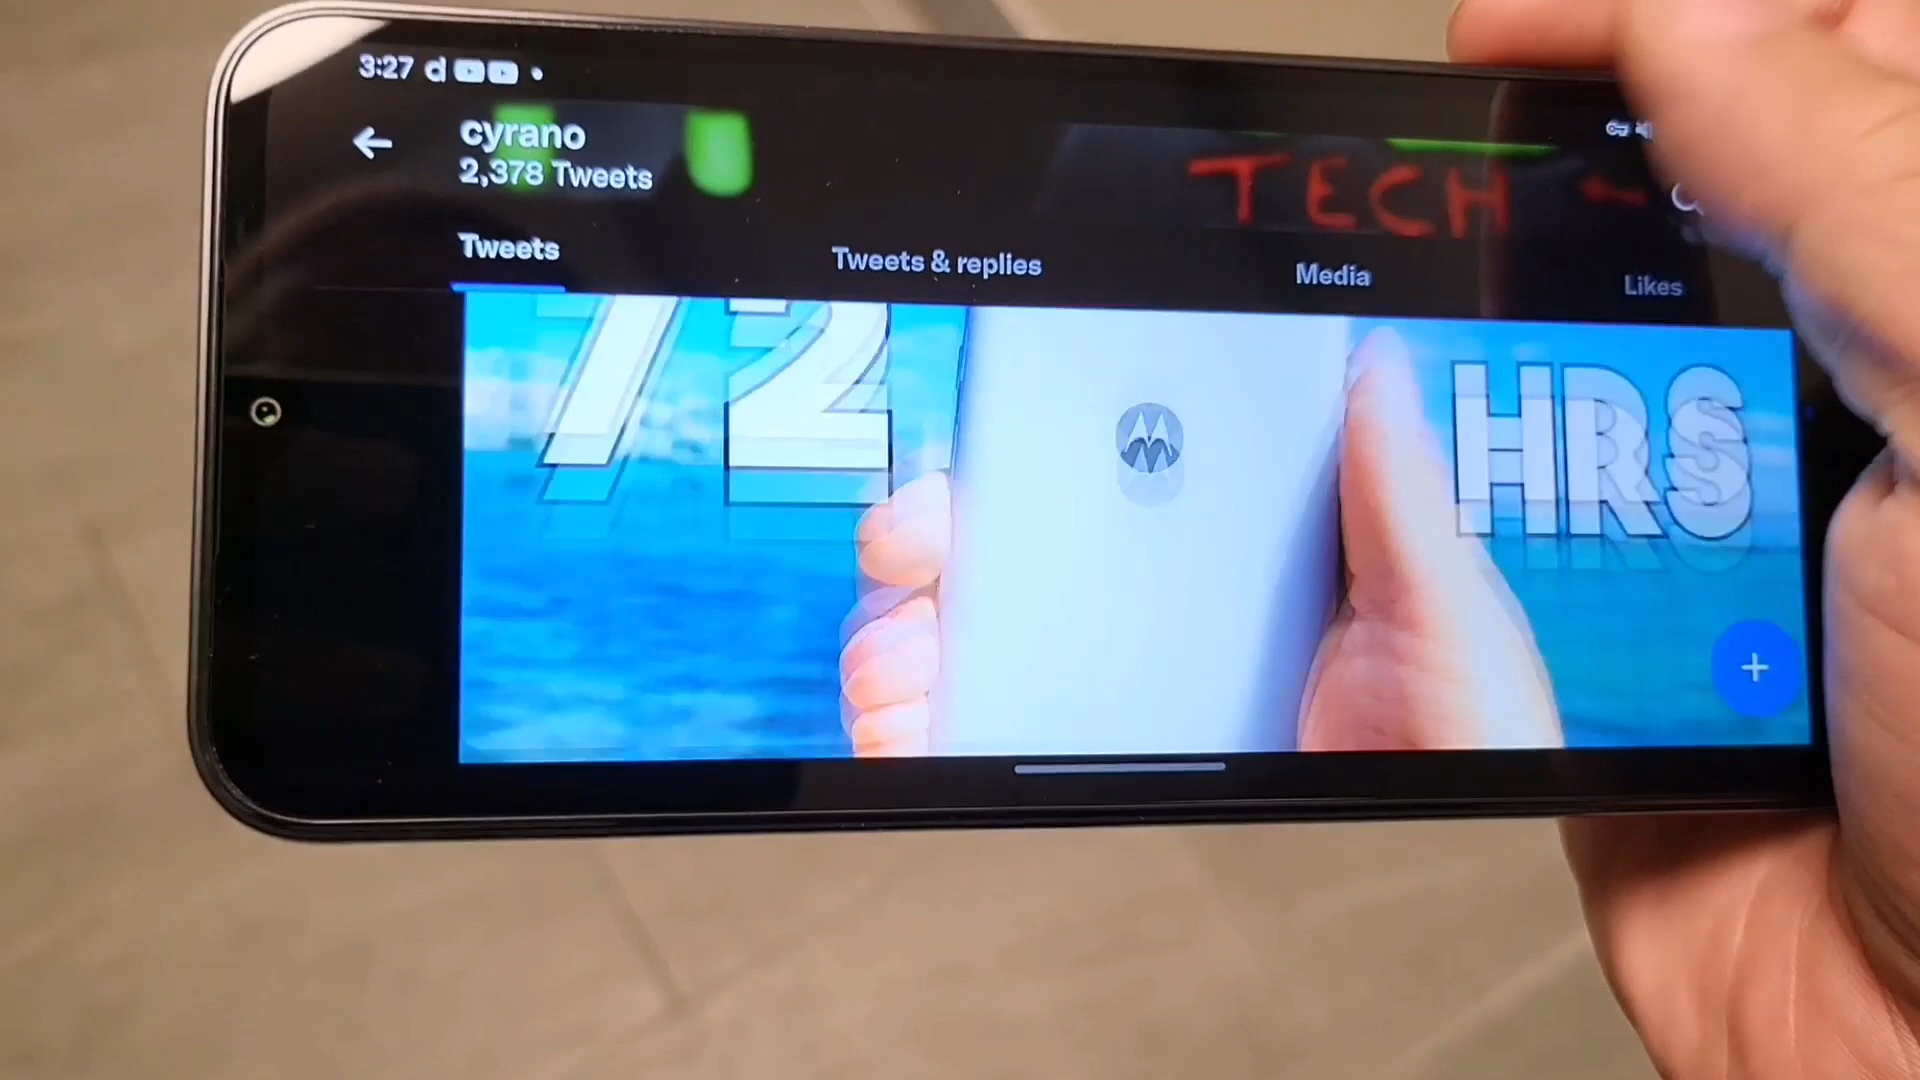 3:27
cyrano
2,378 Tweets
TECH
Tweets
Tweets & replies
Media
Likes
72
HRS